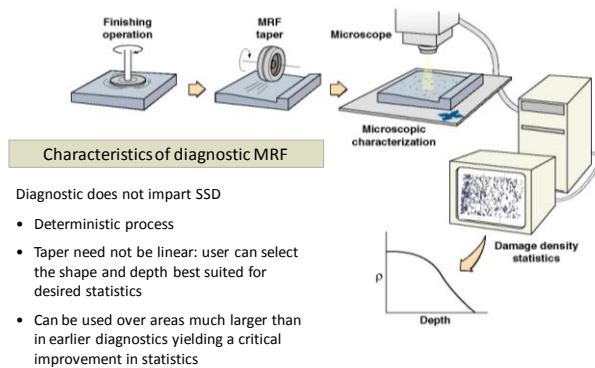 Finishing
operation
MRF
taper
Microscope
Microscopic
characterization
Characteristics of diagnostic MRF
Diagnostic does not impart SSD
• Deterministic process
• Taper need not be linear: user can select
the shape and depth best suited for
desired statistics
• Can be used over areas much larger than
in earlier diagnostics yielding a critical
improvement in statistics
Damage density
statistics
ρ
Depth